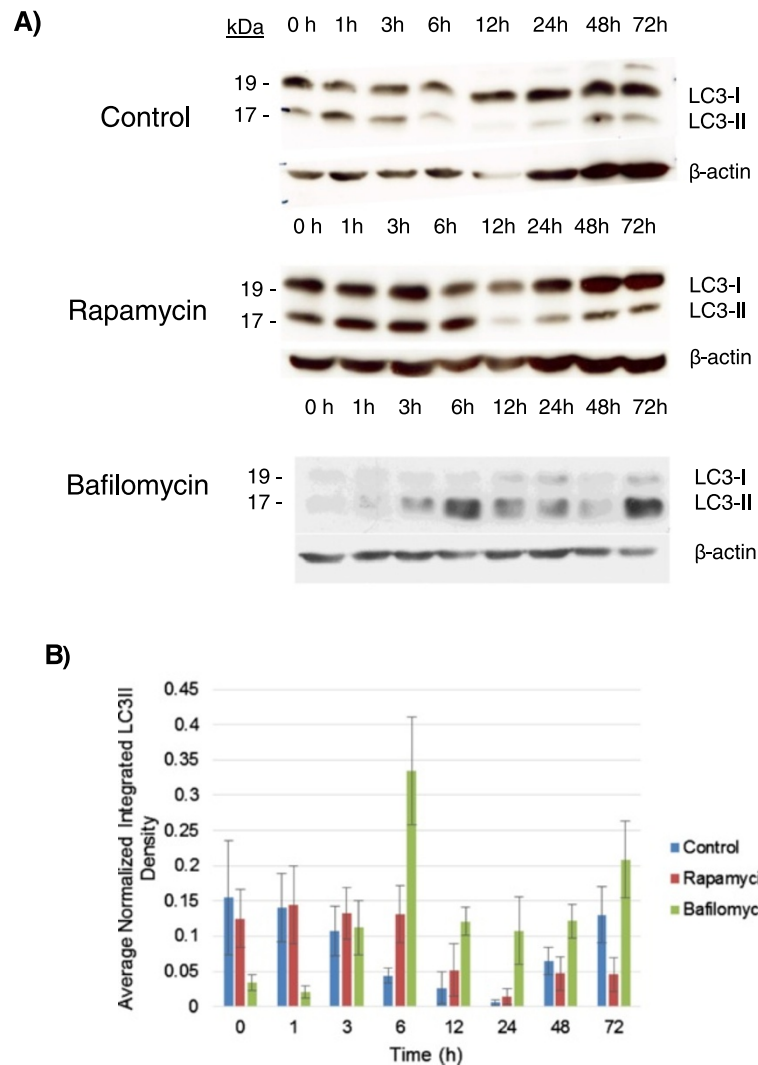 A)
kDa 0 h 1h 3h 6h 12h 24h 48h 72h
19 -
LC3-I
Control
17 -
LC3-II
β-actin
0 h 1h 3h 6h 12h 24h 48h 72h
19 -
LC3-I
Rapamycin
17 -
LC3-II
β-actin
0 h 1h 3h 6h 12h 24h 48h 72h
Bafilomycin
19 -
LC3-I
17 -
LC3-II
β-actin
B)
Average Normalized Integrated LC3II
Density
0.45
0.4
0.35
0.3
0.25
0.2
0.15
0.1
0.05
0
0 1 3 6 12 24 48 72
Time (h)
Control
Rapamyci
Bafilomyc